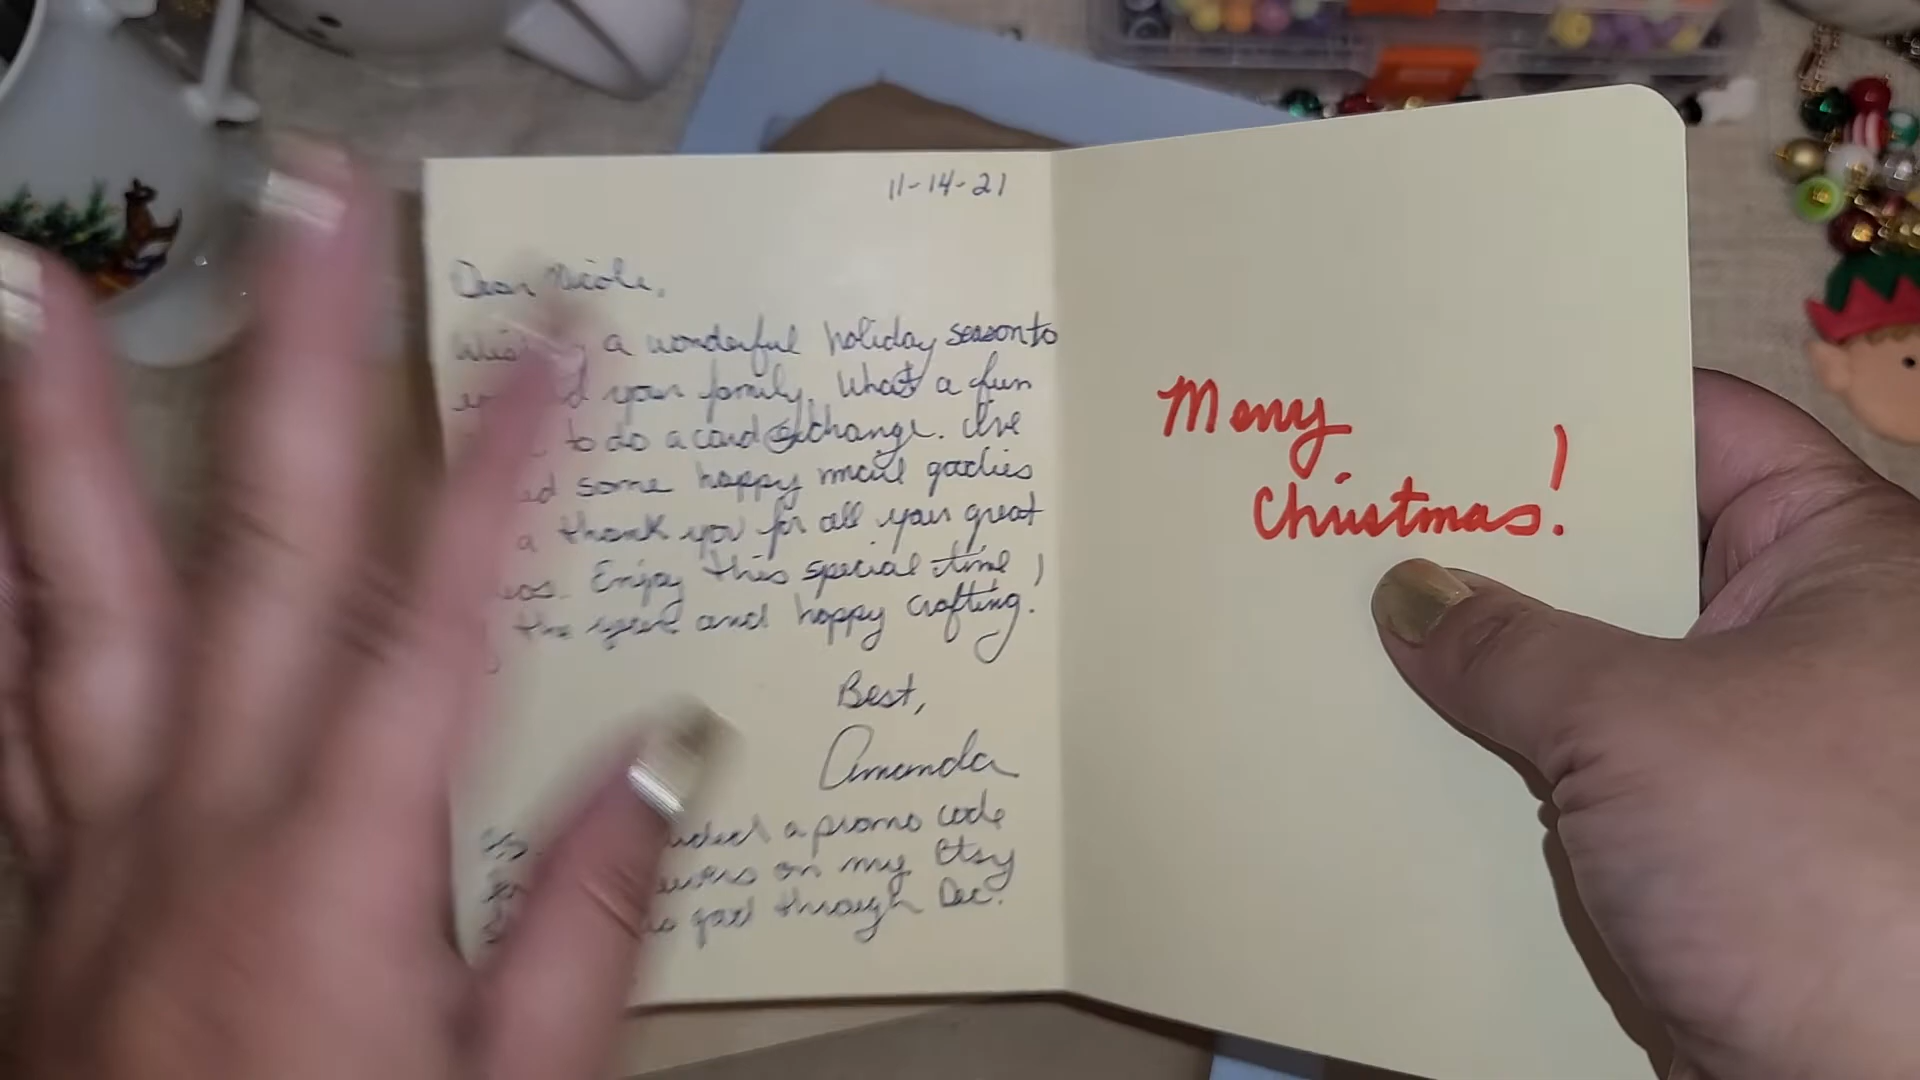 11-14-21
Dear Nicole,
a wonderful holiday season to
your family. What a fun
to do a card exchange. I've
some happy mail goodies
a thank you for all your great
Enjoy this special time
the year and happy crafting!
Best,
Amanda
a promo code
on my Etsy
good through Dec.
Merry
Christmas!